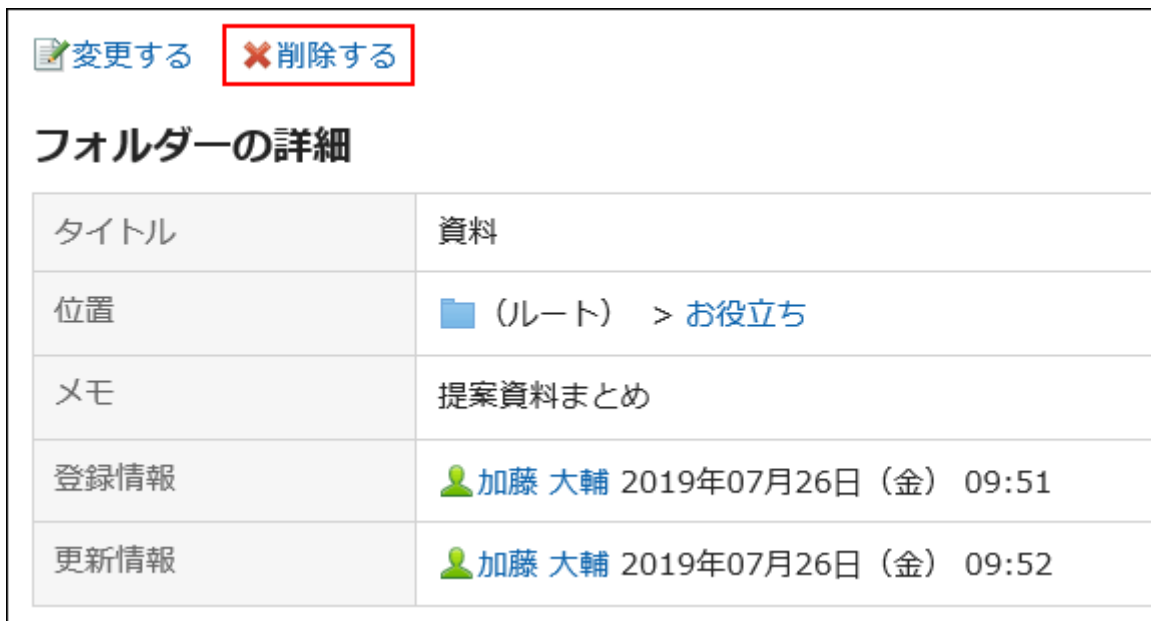 変更する 削除する
フォルダーの詳細
タイトル 資料
位置 （ルート） > お役立ち
メモ 提案資料まとめ
登録情報 加藤 大輔 2019年07月26日（金） 09:51
更新情報 加藤 大輔 2019年07月26日（金） 09:52